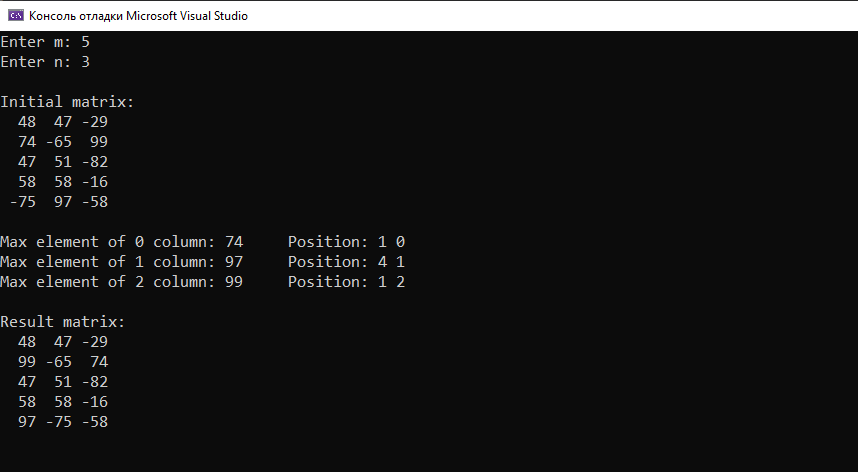 Консоль отладки Microsoft Visual Studio
Enter m: 5
Enter n: 3
Initial matrix:
  48  47 -29
  74 -65  99
  47  51 -82
  58  58 -16
 -75  97 -58
Max element of 0 column: 74     Position: 1 0
Max element of 1 column: 97     Position: 4 1
Max element of 2 column: 99     Position: 1 2
Result matrix:
  48  47 -29
  99 -65  74
  47  51 -82
  58  58 -16
  97 -75 -58